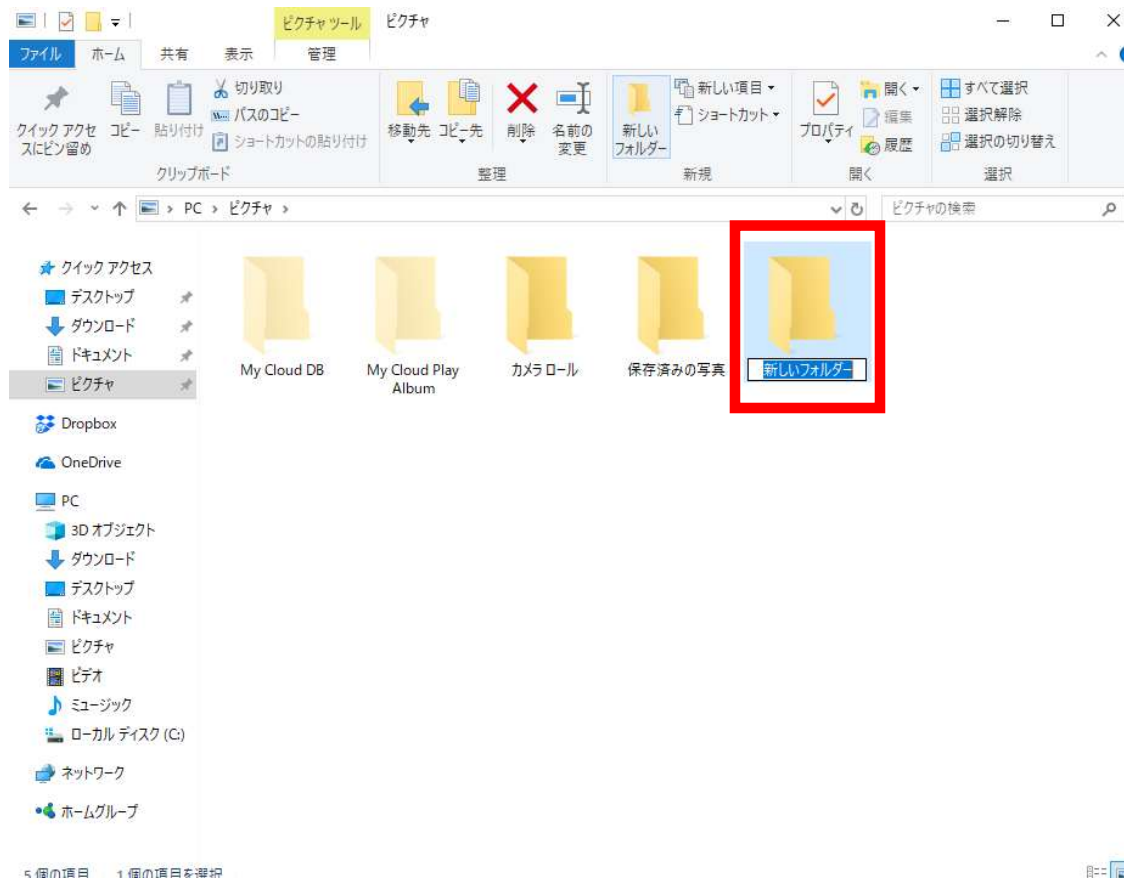 ピクチャ ツール ピクチャ
ファイル ホーム 共有 表示 管理
クイック アクセ
スにピン留め
コピー
貼り付け
切り取り
パスのコピー
ショートカットの貼り付け
移動先
コピー先
削除
名前の
変更
新しい
フォルダー
新しい項目
ショートカット
プロパティ
開く
編集
履歴
すべて選択
選択解除
選択の切り替え
クリップボード 整理 新規 開く 選択
PC ピクチャ
ピクチャの検索
クイック アクセス
デスクトップ
ダウンロード
ドキュメント
ピクチャ
Dropbox
OneDrive
PC
3D オブジェクト
ダウンロード
デスクトップ
ドキュメント
ピクチャ
ビデオ
ミュージック
ローカル ディスク (C:)
ネットワーク
ホームグループ
My Cloud DB
My Cloud Play
Album
カメラ ロール
保存済みの写真
新しいフォルダー
5 個の項目 1 個の項目を選択